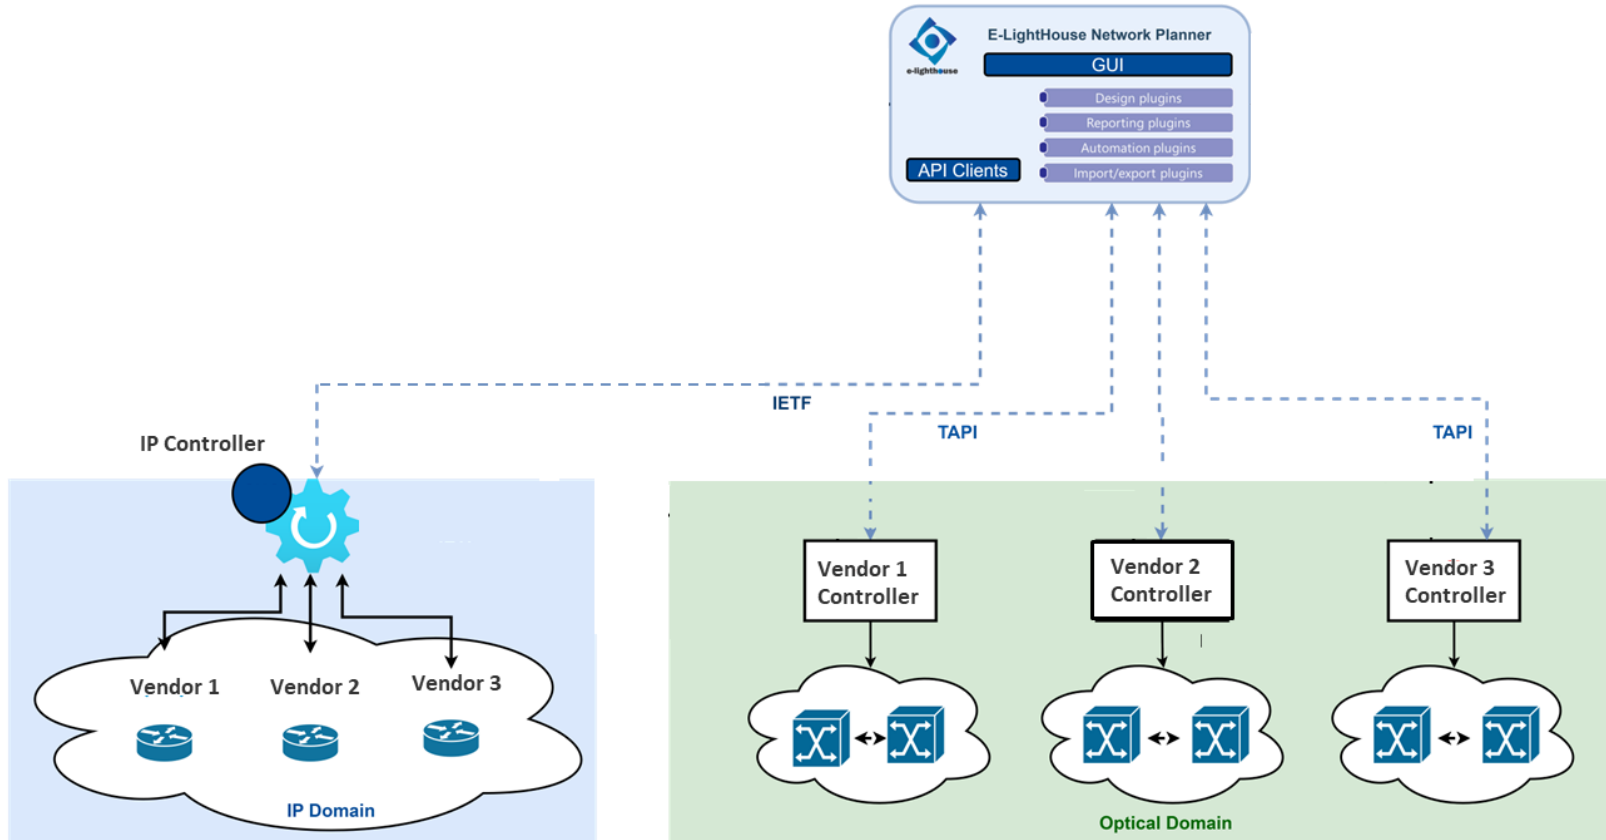 E-LightHouse Network Planner
e-lighthouse
GUI
Design plugins
Reporting plugins
Automation plugins
API Clients
Import/export plugins
IETF
TAPI
TAPI
IP Controller
Vendor 1
Controller
Vendor 2
Controller
Vendor 3
Controller
Vendor 1
Vendor 2
Vendor 3
IP Domain
Optical Domain